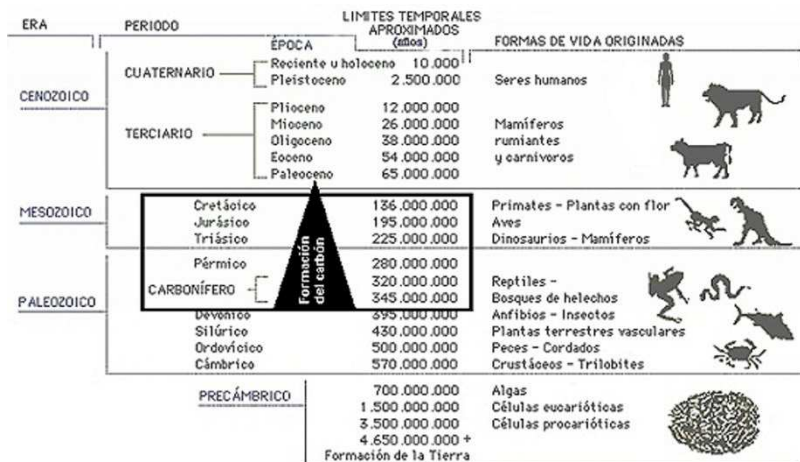 ERA PERIODO LIMITES TEMPORALES
APROXIMADOS
(años)
ÉPOCA FORMAS DE VIDA ORIGINADAS
CENOZOICO
CUATERNARIO
Reciente u holoceno 10.000
Pleistoceno 2.500.000 Seres humanos
TERCIARIO
Plioceno 12.000.000
Mioceno 26.000.000 Mamíferos
Oligoceno 38.000.000 rumiantes
Eoceno 54.000.000 y carnivoros
Paleoceno 65.000.000
MESOZOICO
Cretácico 136.000.000 Primates - Plantas con flor
Jurásico 195.000.000 Aves
Triásico 225.000.000 Dinosaurios - Mamíferos
Formación
del carbón
PALEOZOICO
Pérmico 280.000.000
CARBONÍFERO
320.000.000 Reptiles -
345.000.000 Bosques de helechos
Devónico 395.000.000 Anfibios - Insectos
Silúrico 430.000.000 Plantas terrestres vasculares
Ordovícico 500.000.000 Peces - Cordados
Cámbrico 570.000.000 Crustáceos - Trilobites
PRECÁMBRICO 700.000.000 Algas
1.500.000.000 Células eucarióticas
3.500.000.000 Células procarióticas
4.650.000.000 +
Formación de la Tierra